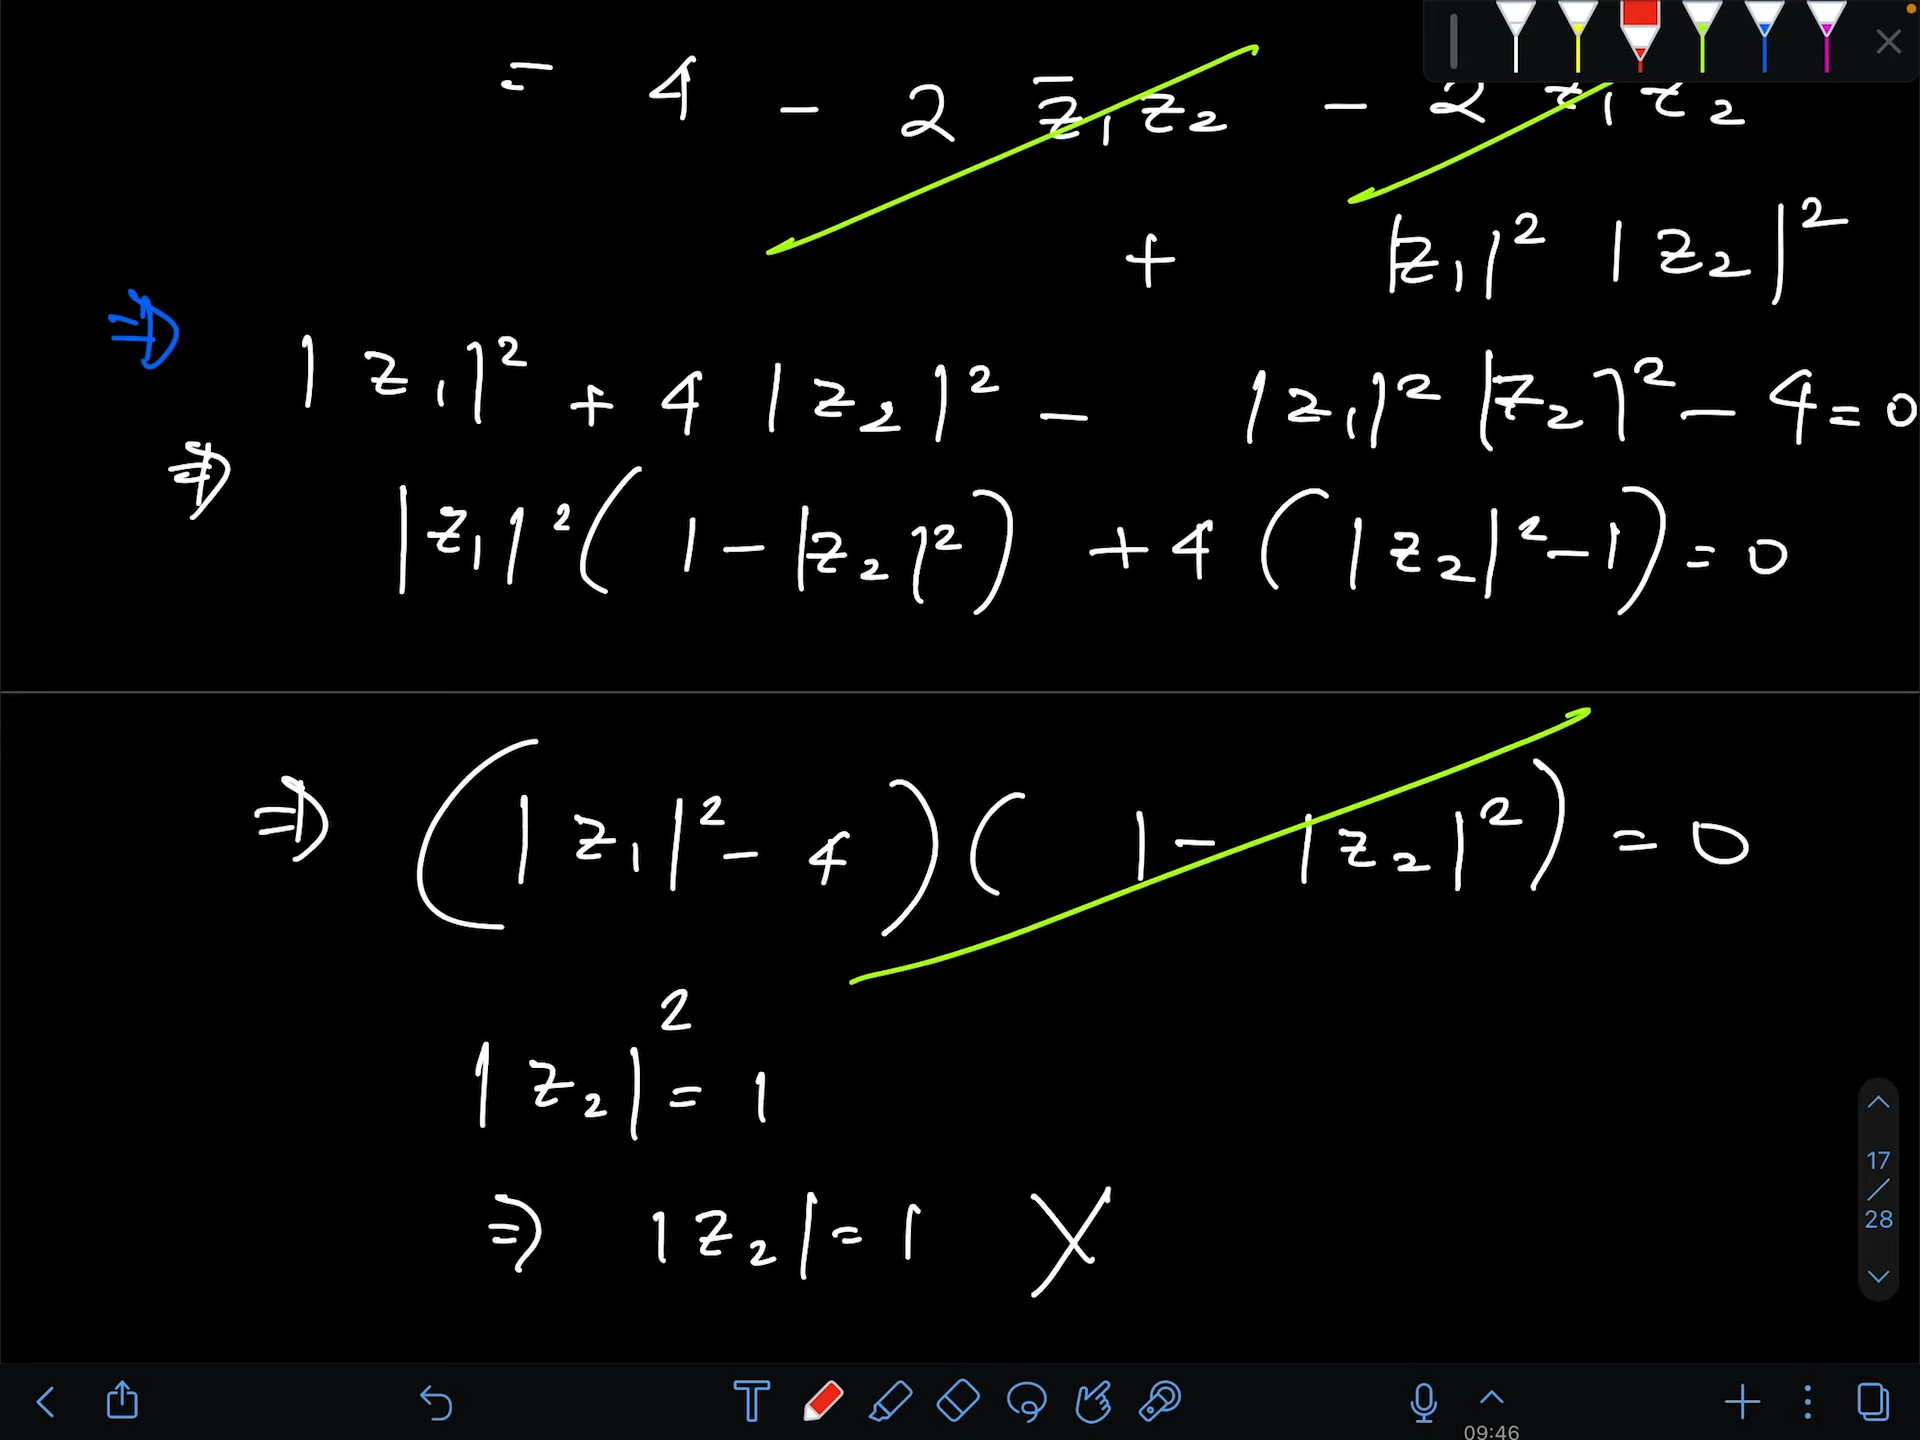 = 4 - 2 z̄₁z₂ - 2 z₁z₂
+ |z₁|² |z₂|²
⇒ |z₁|² + 4 |z₂|² - |z₁|² |z₂|² - 4 = 0
⇒ |z₁|² (1 - |z₂|²) + 4 (|z₂|² - 1) = 0
⇒ (|z₁|² - 4) (1 - |z₂|²) = 0
|z₂|² = 1
⇒ |z₂| = 1 X
17
/
28
T
09:46